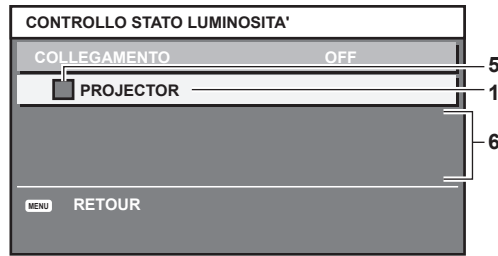 CONTROLLO STATO LUMINOSITA'
COLLEGAMENTO OFF
5
PROJECTOR 1
6
MENU RETOUR